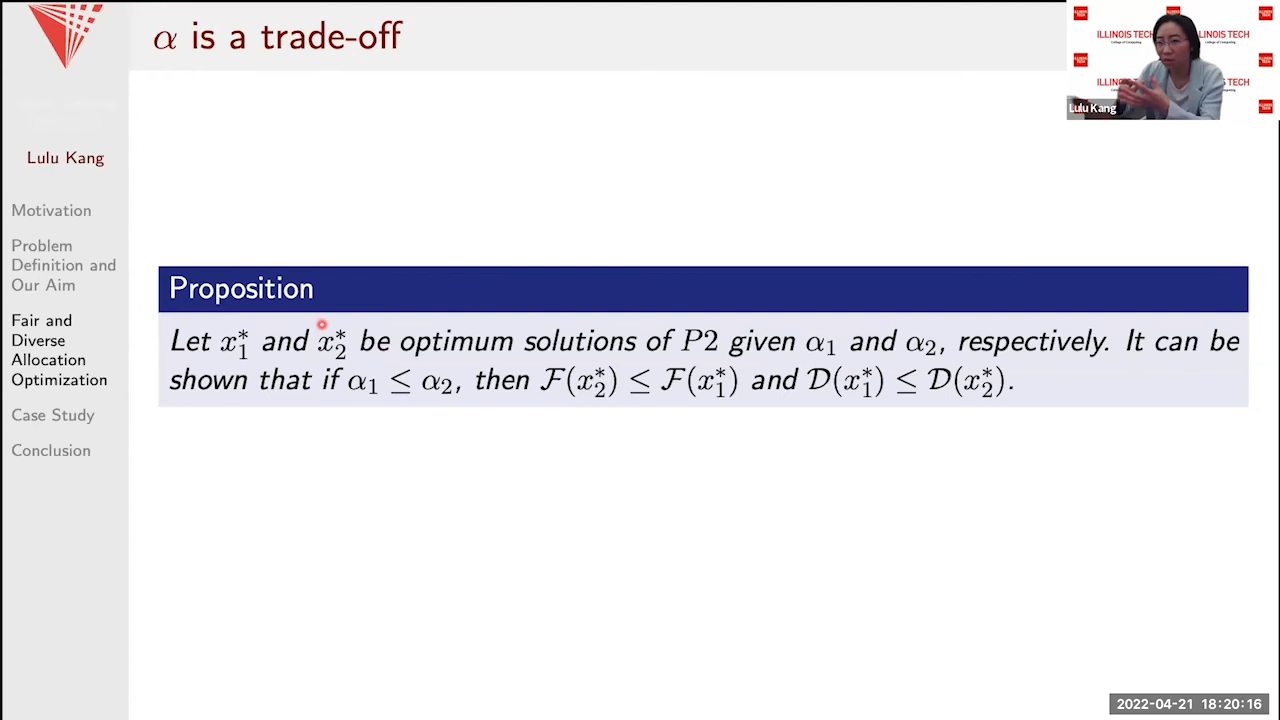 α is a trade-off
ILLINOIS TECH
College of Computing
ILLINOIS TECH
Lulu Kang
Lulu Kang
Motivation
Problem
Definition and
Our Aim
Fair and
Diverse
Allocation
Optimization
Case Study
Conclusion
Proposition
Let x₁* and x₂* be optimum solutions of P2 given α₁ and α₂, respectively. It can be
shown that if α₁ ≤ α₂, then ℱ(x₂*) ≤ ℱ(x₁*) and 𝒟(x₁*) ≤ 𝒟(x₂*).
2022-04-21 18:20:16